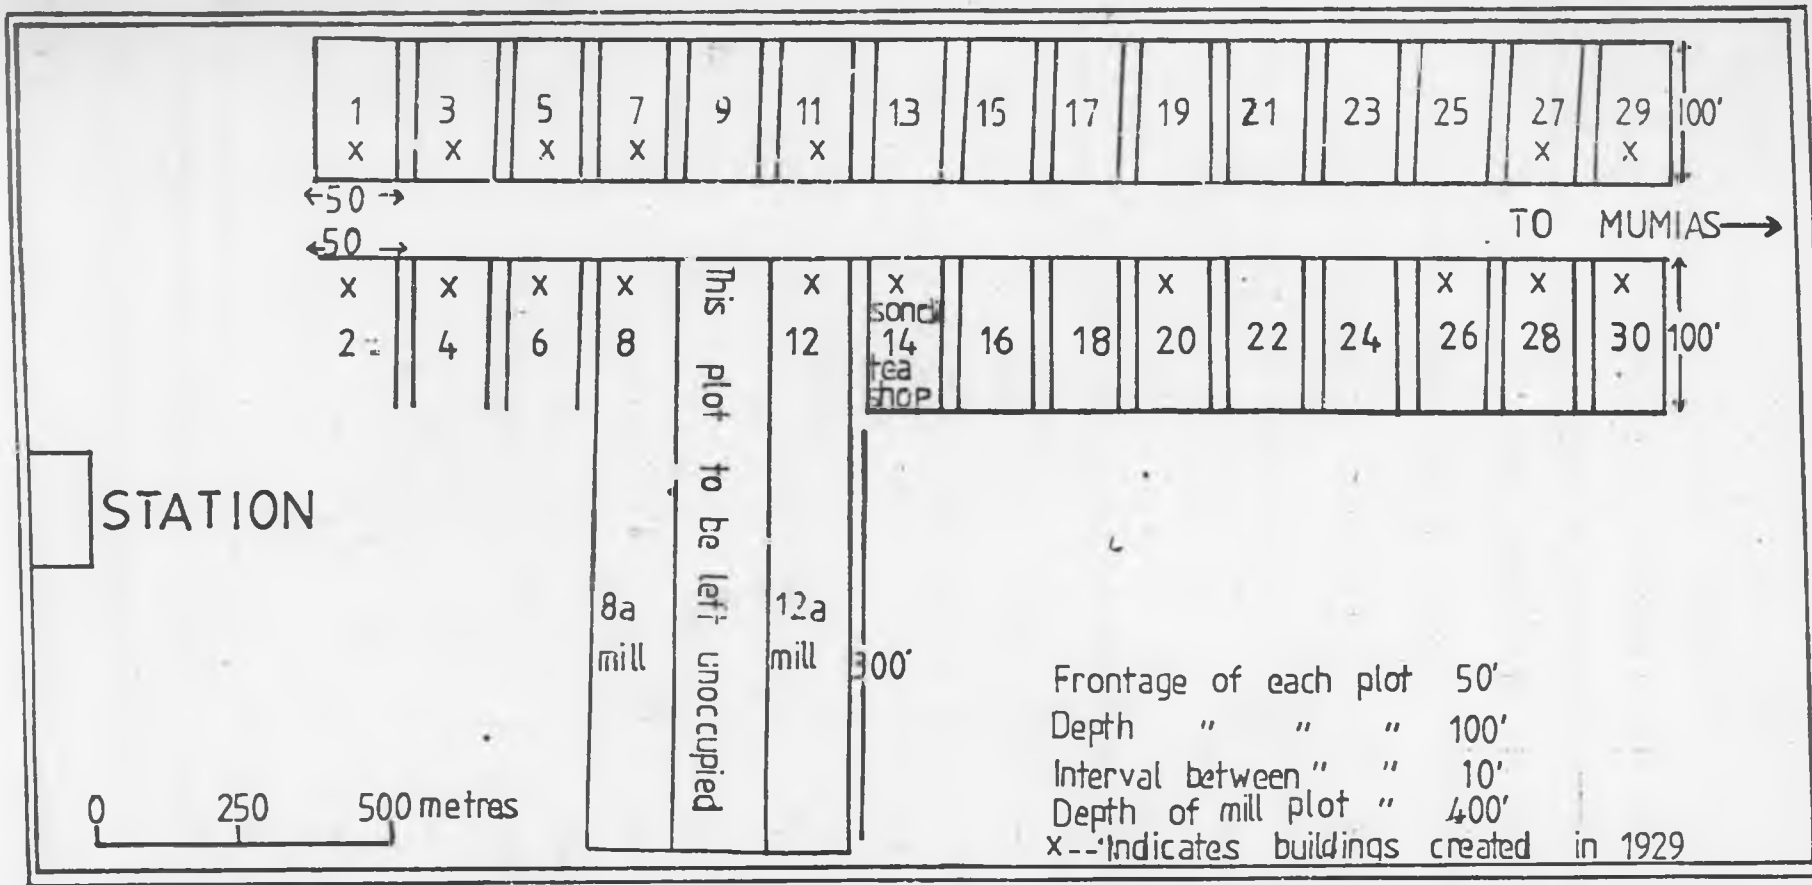 1 3 5 7 9 11 13 15 17 19 21 23 25 27 29 100'
x x x x x x x
50
TO MUMIAS
50
x x x x x x x x x x
2 4 6 8 12 sondi 14 tea shop 16 18 20 22 24 26 28 30 100'
This plot to be left unoccupied
STATION
8a mill
12a mill
300'
Frontage of each plot 50'
Depth " " " 100'
Interval between " " 10'
Depth of mill plot " 400'
x--Indicates buildings created in 1929
0 250 500 metres